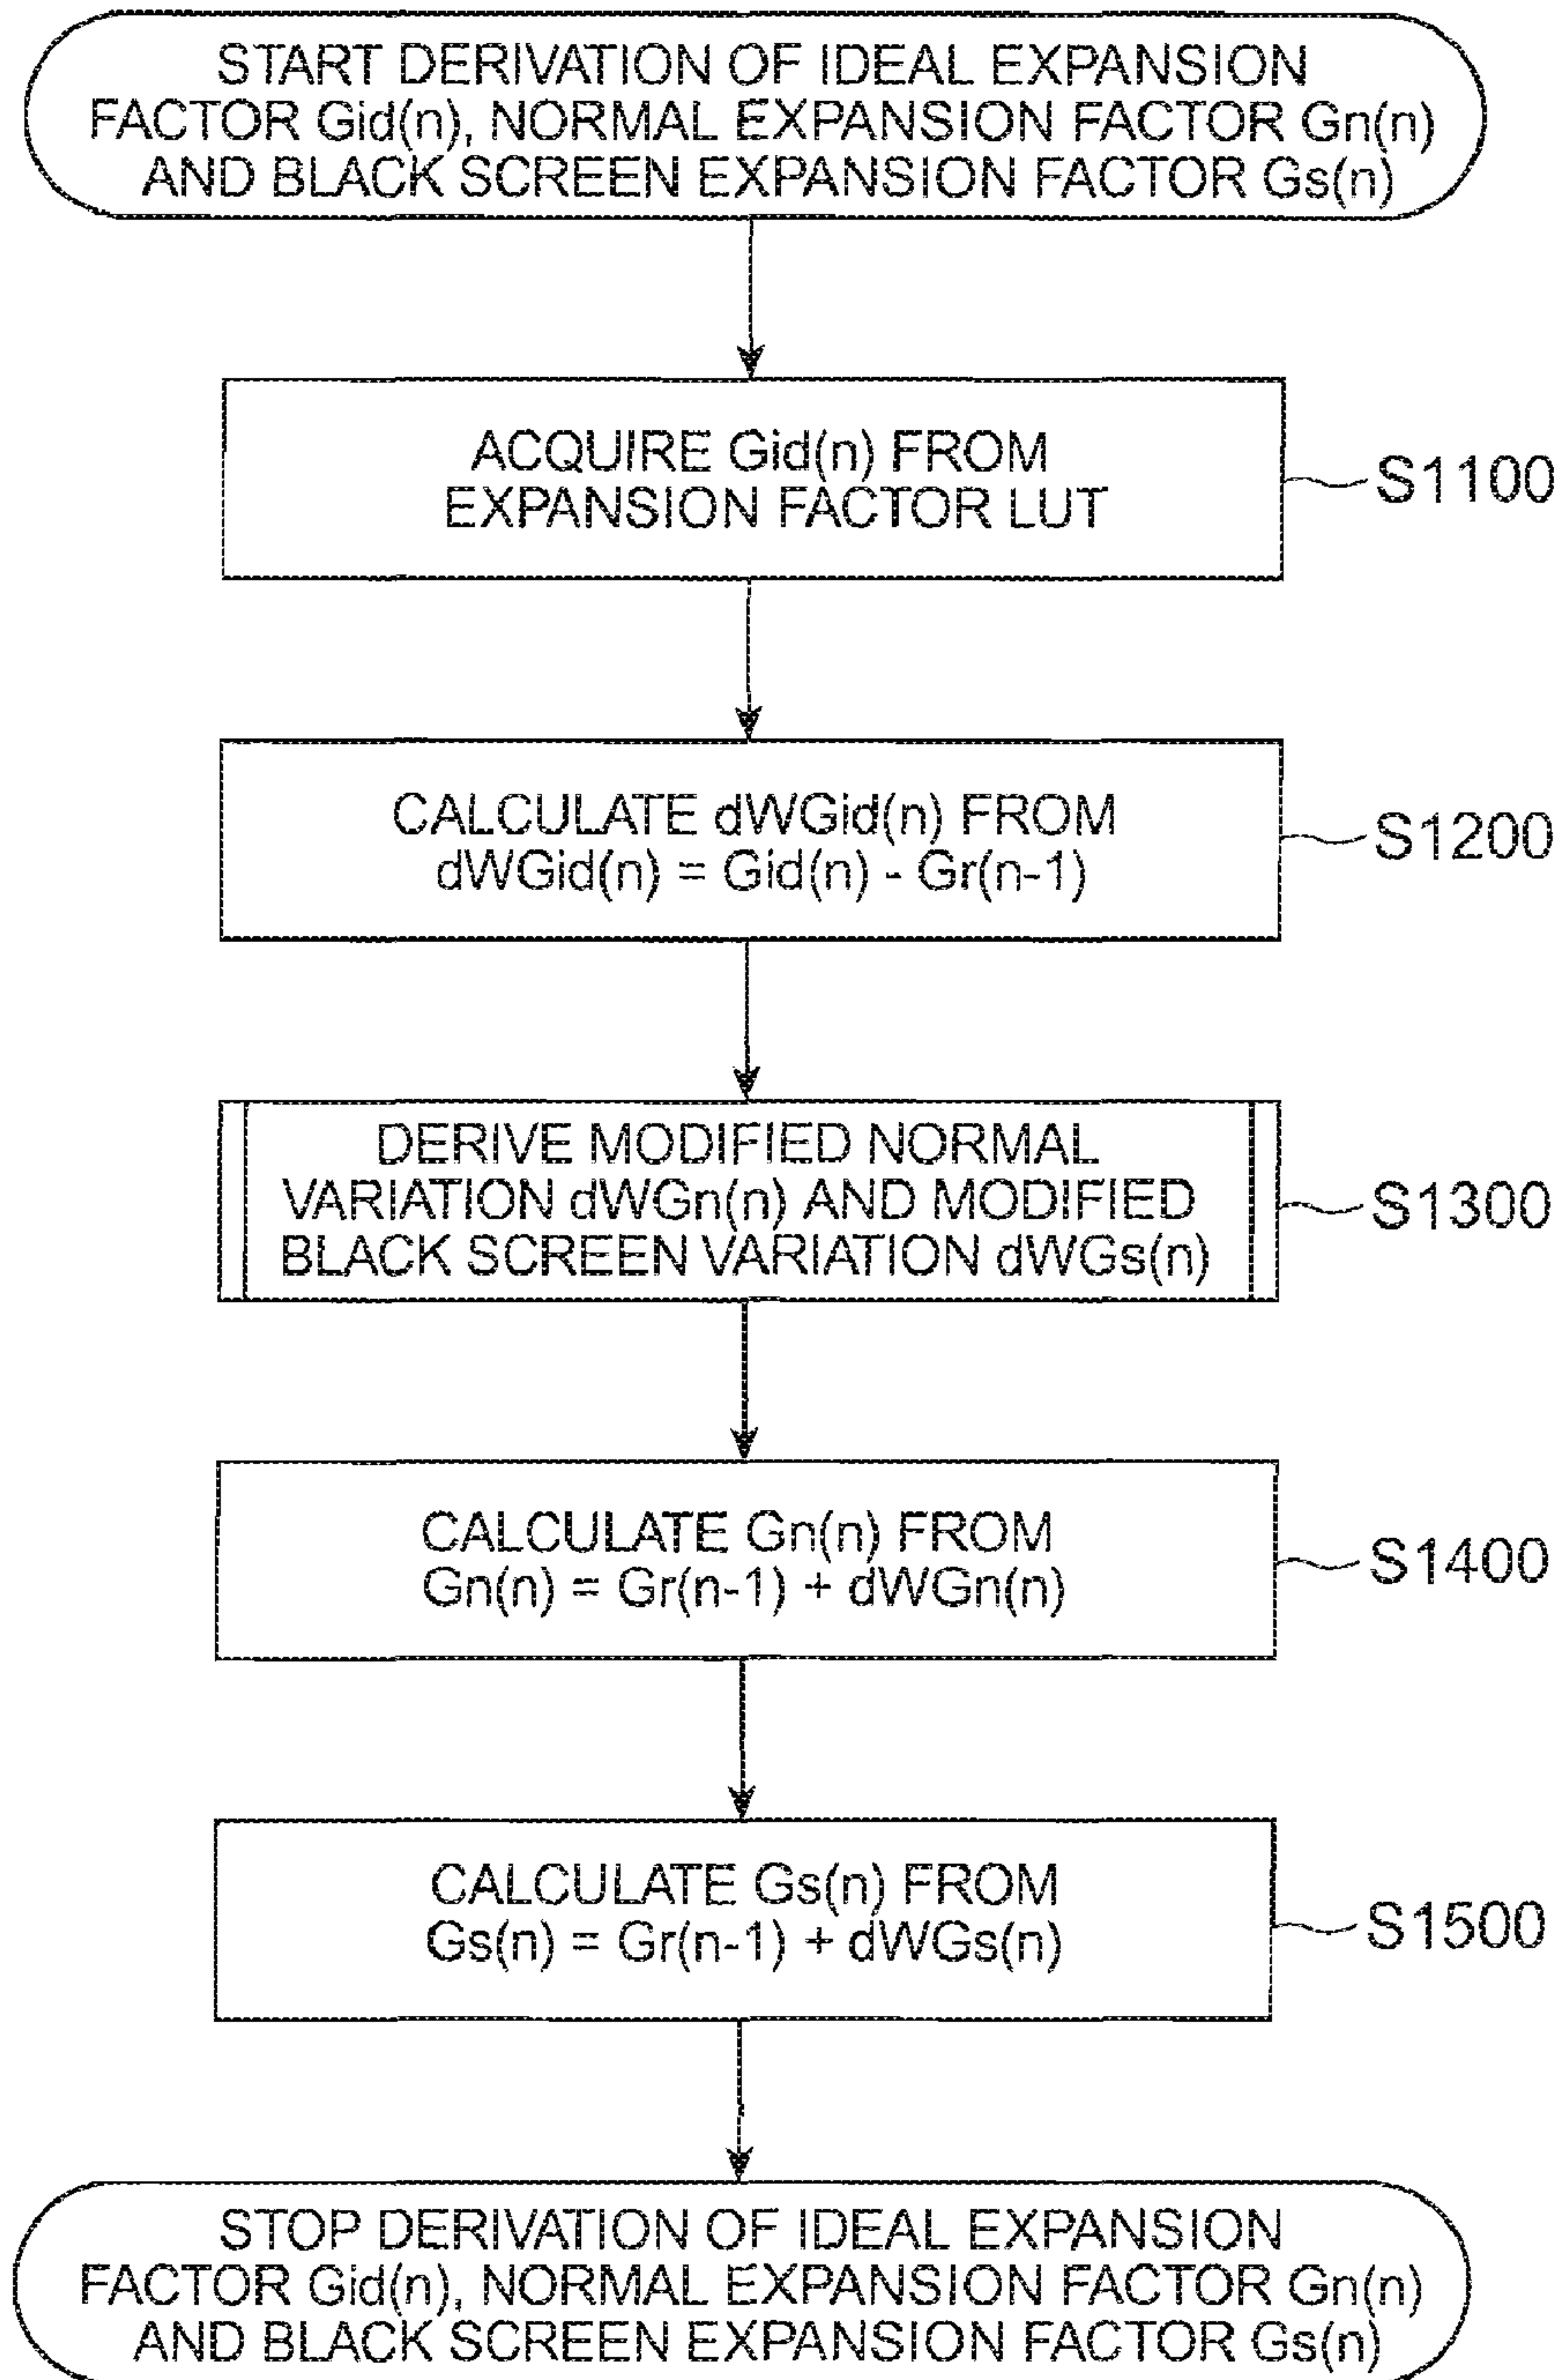 START DERIVATION OF IDEAL EXPANSION
FACTOR Gid(n), NORMAL EXPANSION FACTOR Gn(n)
AND BLACK SCREEN EXPANSION FACTOR Gs(n)
ACQUIRE Gid(n) FROM
EXPANSION FACTOR LUT
S1100
CALCULATE dWGid(n) FROM
dWGid(n) = Gid(n) - Gr(n-1)
S1200
DERIVE MODIFIED NORMAL
VARIATION dWGn(n) AND MODIFIED
BLACK SCREEN VARIATION dWGs(n)
S1300
CALCULATE Gn(n) FROM
Gn(n) = Gr(n-1) + dWGn(n)
S1400
CALCULATE Gs(n) FROM
Gs(n) = Gr(n-1) + dWGs(n)
S1500
STOP DERIVATION OF IDEAL EXPANSION
FACTOR Gid(n), NORMAL EXPANSION FACTOR Gn(n)
AND BLACK SCREEN EXPANSION FACTOR Gs(n)